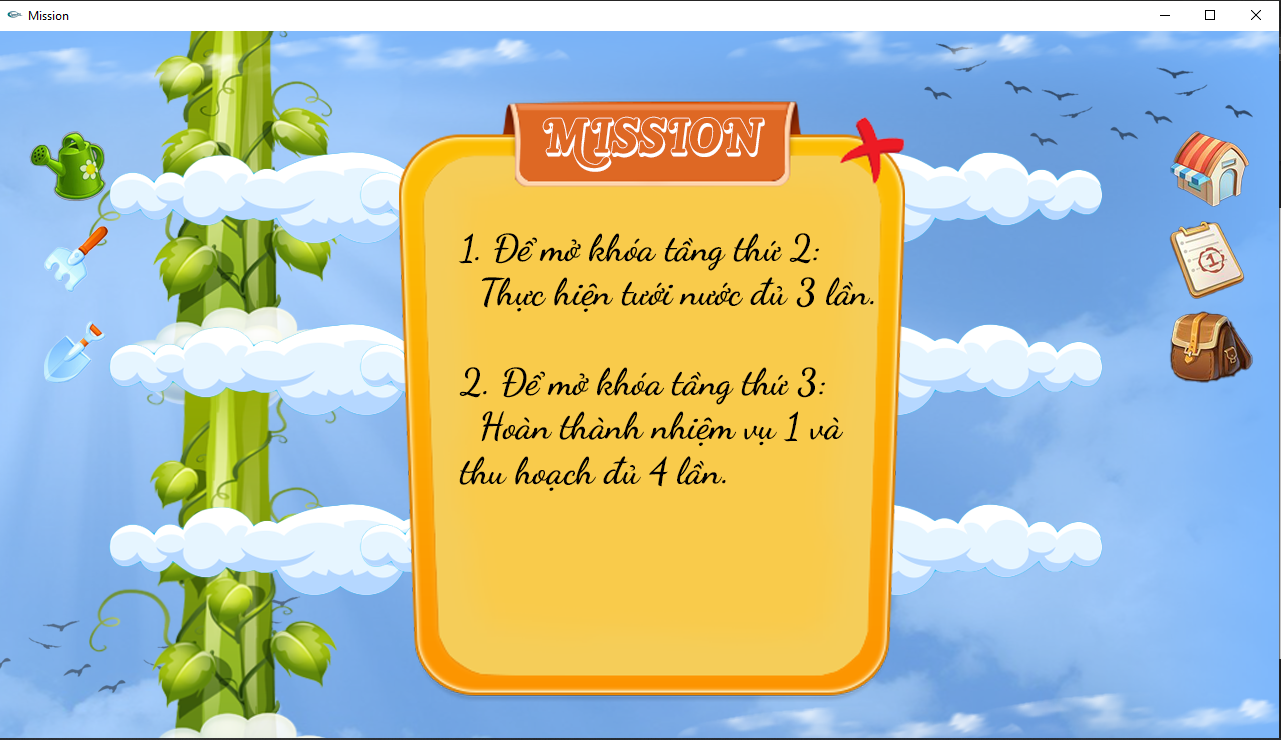 Mission
MISSION
1. Để mở khóa tầng thứ 2:
Thực hiện tưới nước đủ 3 lần.
2. Để mở khóa tầng thứ 3:
Hoàn thành nhiệm vụ 1 và
thu hoạch đủ 4 lần.
1